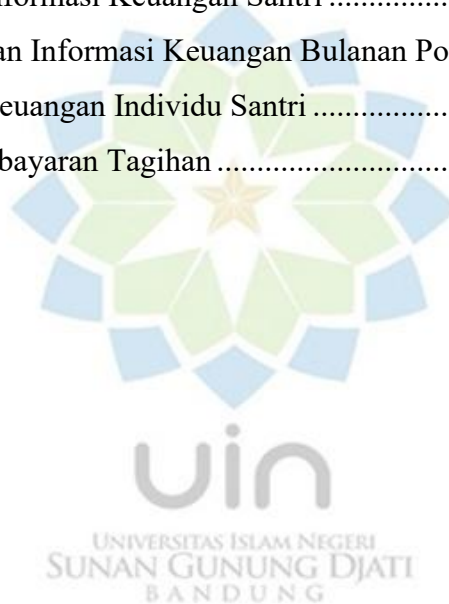 nformasi Keuangan Santri ................
an Informasi Keuangan Bulanan Po
euangan Individu Santri .................
bayaran Tagihan .............................
uin
UNIVERSITAS ISLAM NEGERI
SUNAN GUNUNG DJATI
BANDUNG